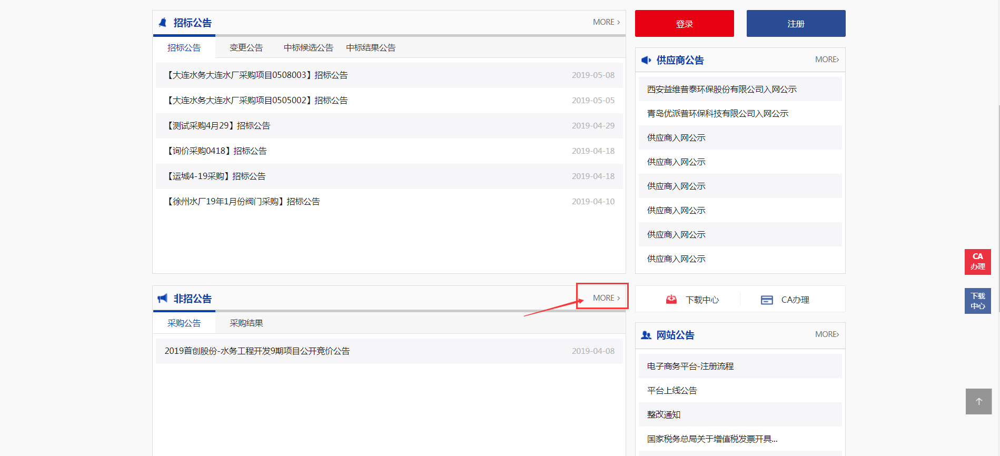 招标公告
MORE ›
招标公告 变更公告 中标候选公告 中标结果公告
【大连水务大连水厂采购项目0508003】招标公告 2019-05-08
【大连水务大连水厂采购项目0505002】招标公告 2019-05-05
【测试采购4月29】招标公告 2019-04-29
【询价采购0418】招标公告 2019-04-18
【运城4-19采购】招标公告 2019-04-18
【徐州水厂19年1月份阀门采购】招标公告 2019-04-10
登录
注册
供应商公告
MORE›
西安益维普泰环保股份有限公司入网公示
青岛优派普环保科技有限公司入网公示
供应商入网公示
供应商入网公示
供应商入网公示
供应商入网公示
供应商入网公示
供应商入网公示
非招公告
MORE ›
采购公告 采购结果
2019首创股份-水务工程开发9期项目公开竞价公告 2019-04-08
下载中心
CA办理
网站公告
MORE›
电子商务平台-注册流程
平台上线公告
整改通知
国家税务总局关于增值税发票开具...
CA
办理
下载
中心